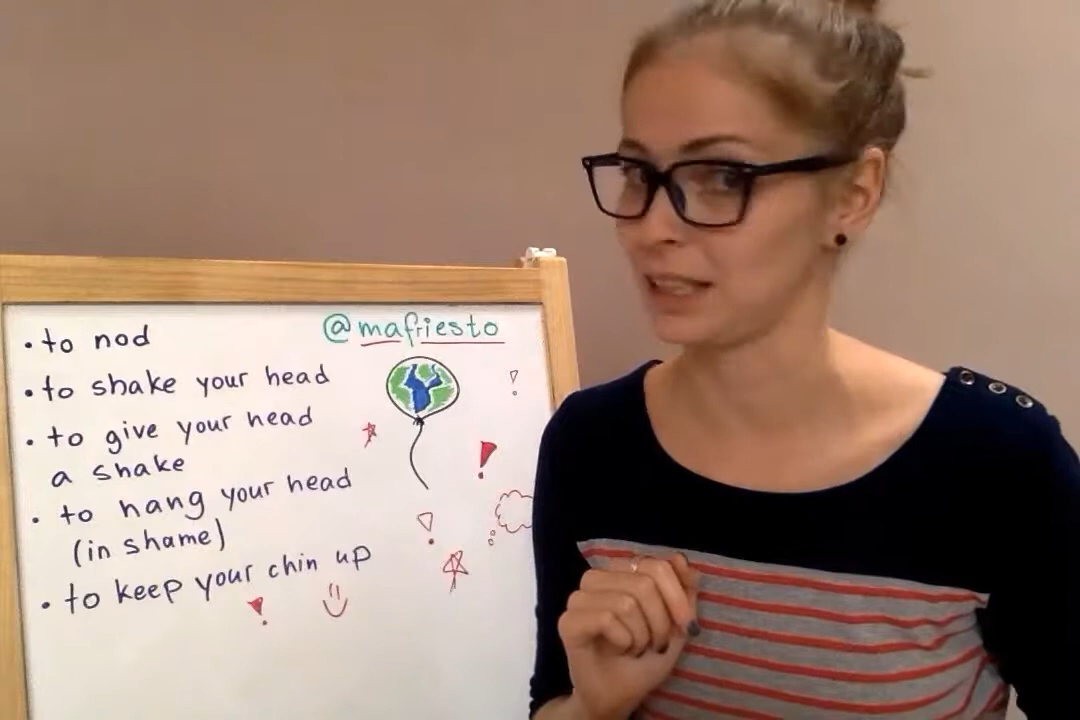 • to nod
@mafriesto
• to shake your head
• to give your head
a shake
• to hang your head
(in shame)
• to keep your chin up